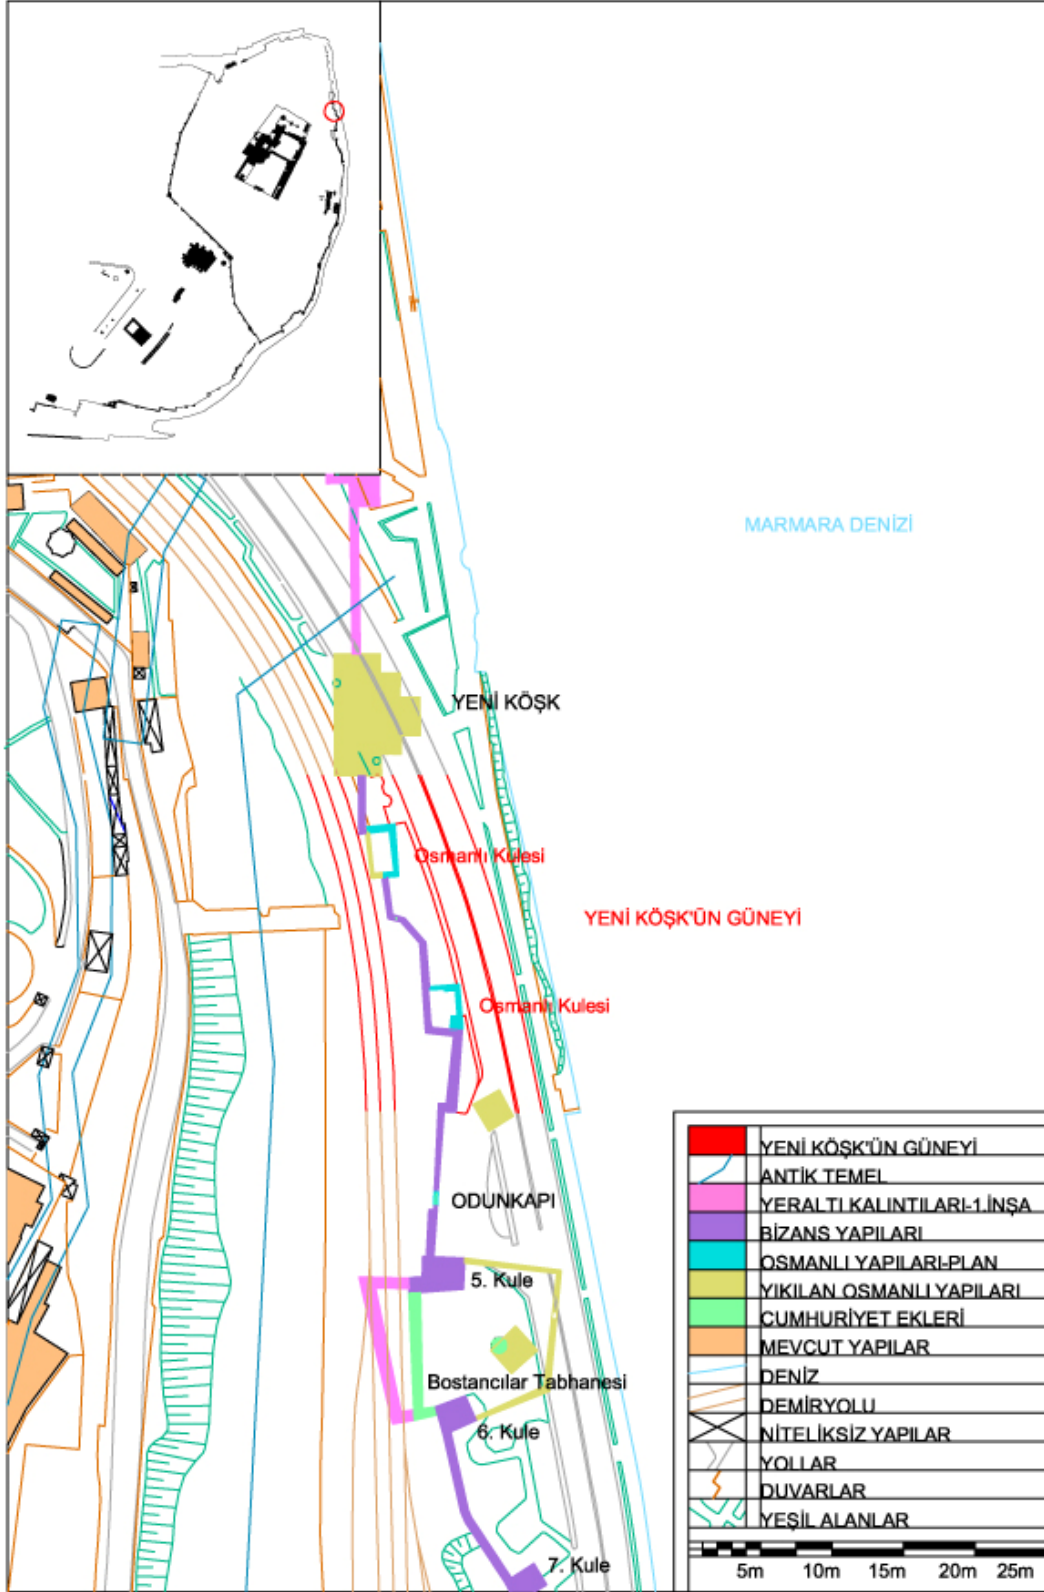 MARMARA DENİZİ
YENİ KÖŞK
Osmanlı Kulesi
YENİ KÖŞK'ÜN GÜNEYİ
Osmanlı Kulesi
ODUNKAPI
5. Kule
Bostancılar Tabhanesi
6. Kule
7. Kule
YENİ KÖŞK'ÜN GÜNEYİ
ANTİK TEMEL
YERALTI KALINTILARI-1.İNŞA
BİZANS YAPILARI
OSMANLI YAPILARI-PLAN
YIKILAN OSMANLI YAPILARI
CUMHURİYET EKLERİ
MEVCUT YAPILAR
DENİZ
DEMİRYOLU
NİTELİKSİZ YAPILAR
YOLLAR
DUVARLAR
YEŞİL ALANLAR
5m 10m 15m 20m 25m